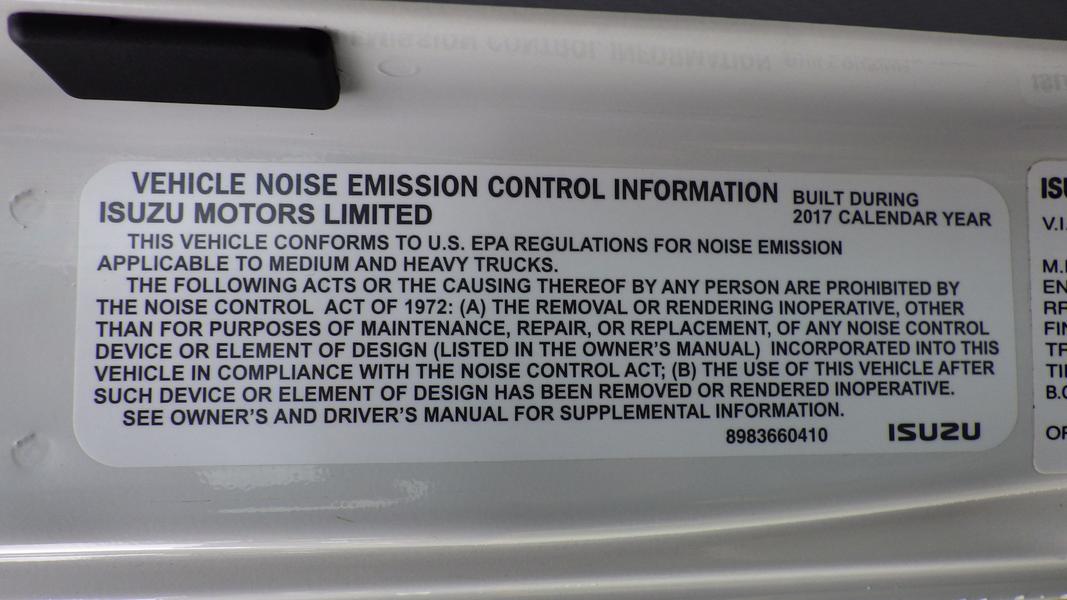 VEHICLE NOISE EMISSION CONTROL INFORMATION
BUILT DURING
ISUZU MOTORS LIMITED
2017 CALENDAR YEAR
THIS VEHICLE CONFORMS TO U.S. EPA REGULATIONS FOR NOISE EMISSION
APPLICABLE TO MEDIUM AND HEAVY TRUCKS.
THE FOLLOWING ACTS OR THE CAUSING THEREOF BY ANY PERSON ARE PROHIBITED BY
THE NOISE CONTROL ACT OF 1972: (A) THE REMOVAL OR RENDERING INOPERATIVE, OTHER
THAN FOR PURPOSES OF MAINTENANCE, REPAIR, OR REPLACEMENT, OF ANY NOISE CONTROL
DEVICE OR ELEMENT OF DESIGN (LISTED IN THE OWNER'S MANUAL) INCORPORATED INTO THIS
VEHICLE IN COMPLIANCE WITH THE NOISE CONTROL ACT; (B) THE USE OF THIS VEHICLE AFTER
SUCH DEVICE OR ELEMENT OF DESIGN HAS BEEN REMOVED OR RENDERED INOPERATIVE.
SEE OWNER'S AND DRIVER'S MANUAL FOR SUPPLEMENTAL INFORMATION.
8983660410
ISUZU
V.I.